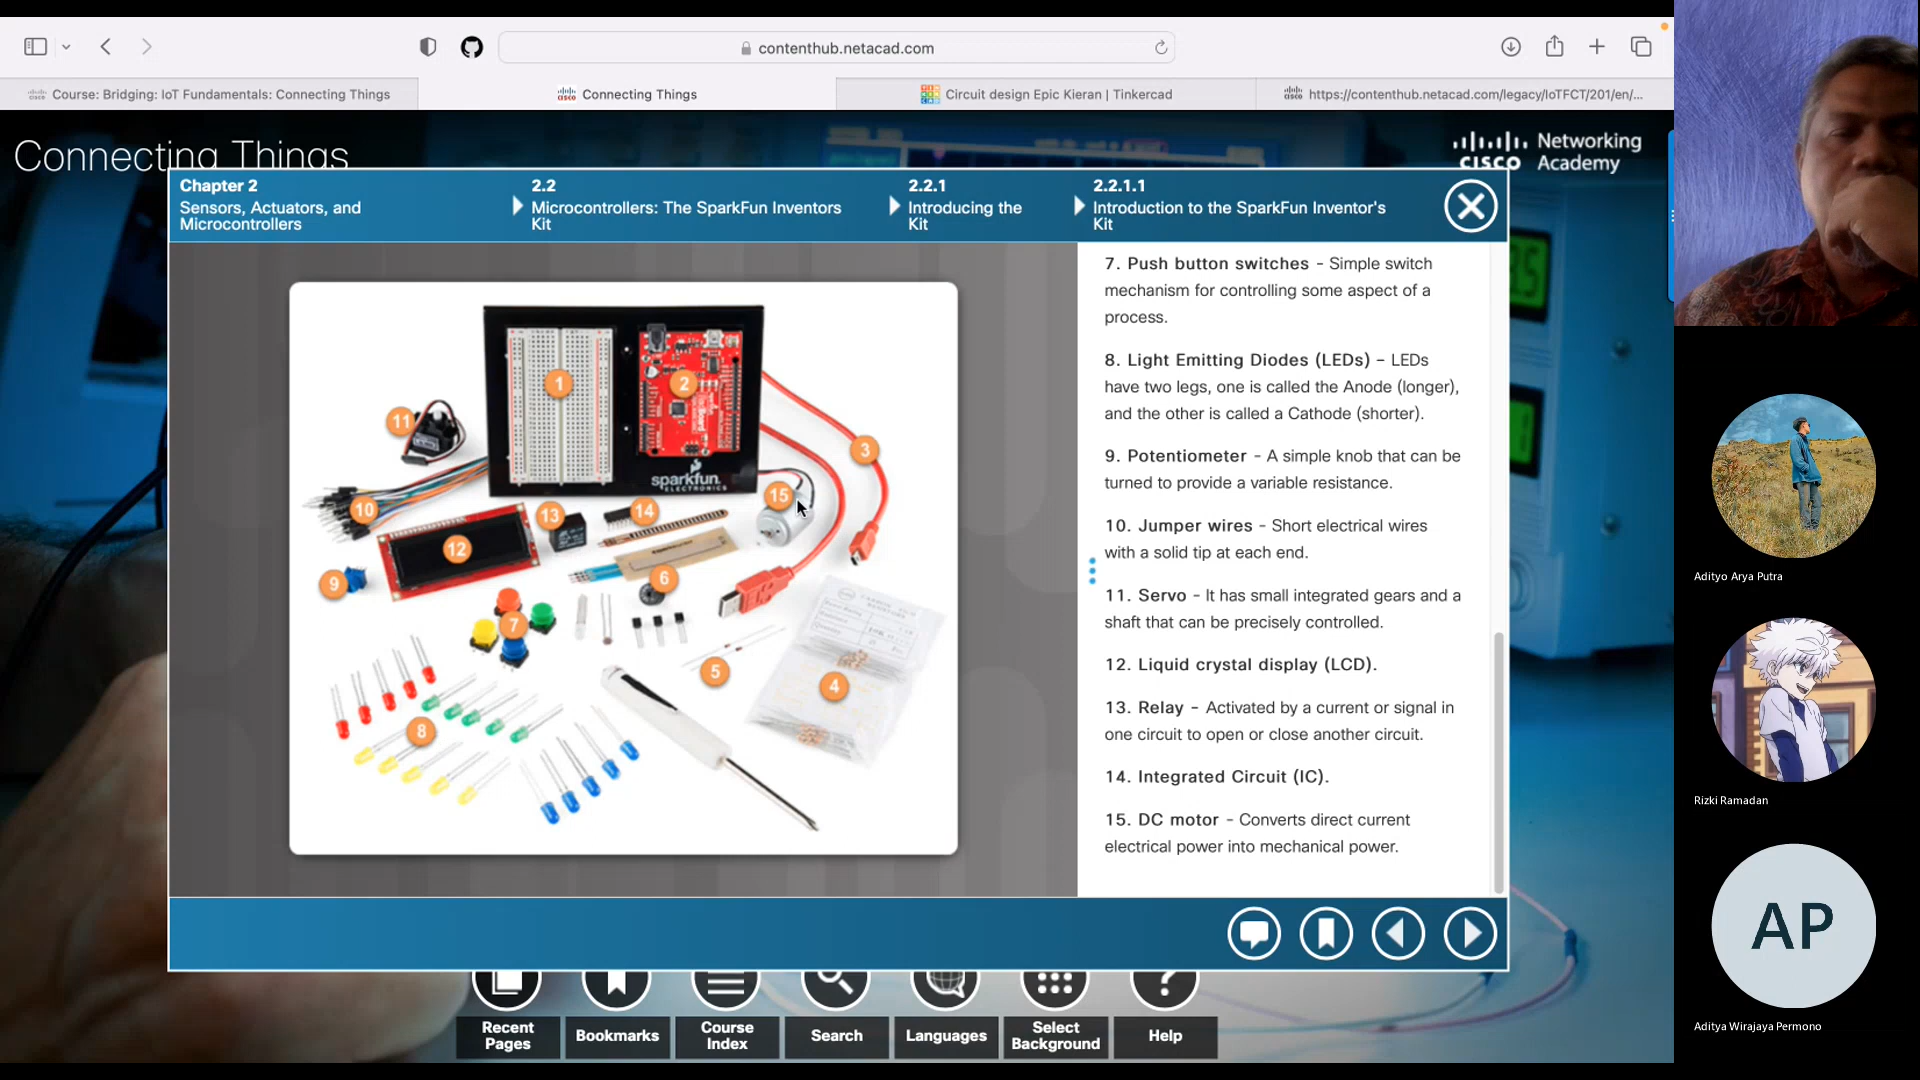 contenthub.netacad.com
Course: Bridging: IoT Fundamentals: Connecting Things
Connecting Things
Circuit design Epic Kieran | Tinkercad
https://contenthub.netacad.com/legacy/IoTFCT/201/en/...
Connecting Things
Networking
CISCO Academy
Chapter 2
Sensors, Actuators, and
Microcontrollers
2.2
Microcontrollers: The SparkFun Inventors
Kit
2.2.1
Introducing the
Kit
2.2.1.1
Introduction to the SparkFun Inventor's
Kit
1
2
3
11
sparkfun
ELECTRONICS
15
10
13
14
12
9
6
7
5
4
8
7. Push button switches - Simple switch
mechanism for controlling some aspect of a
process.
8. Light Emitting Diodes (LEDs) - LEDs
have two legs, one is called the Anode (longer),
and the other is called a Cathode (shorter).
9. Potentiometer - A simple knob that can be
turned to provide a variable resistance.
10. Jumper wires - Short electrical wires
with a solid tip at each end.
11. Servo - It has small integrated gears and a
shaft that can be precisely controlled.
12. Liquid crystal display (LCD).
13. Relay - Activated by a current or signal in
one circuit to open or close another circuit.
14. Integrated Circuit (IC).
15. DC motor - Converts direct current
electrical power into mechanical power.
Recent
Pages
Bookmarks
Course
Index
Search
Languages
Select
Background
Help
Adityo Arya Putra
Rizki Ramadan
AP
Aditya Wirajaya Permono